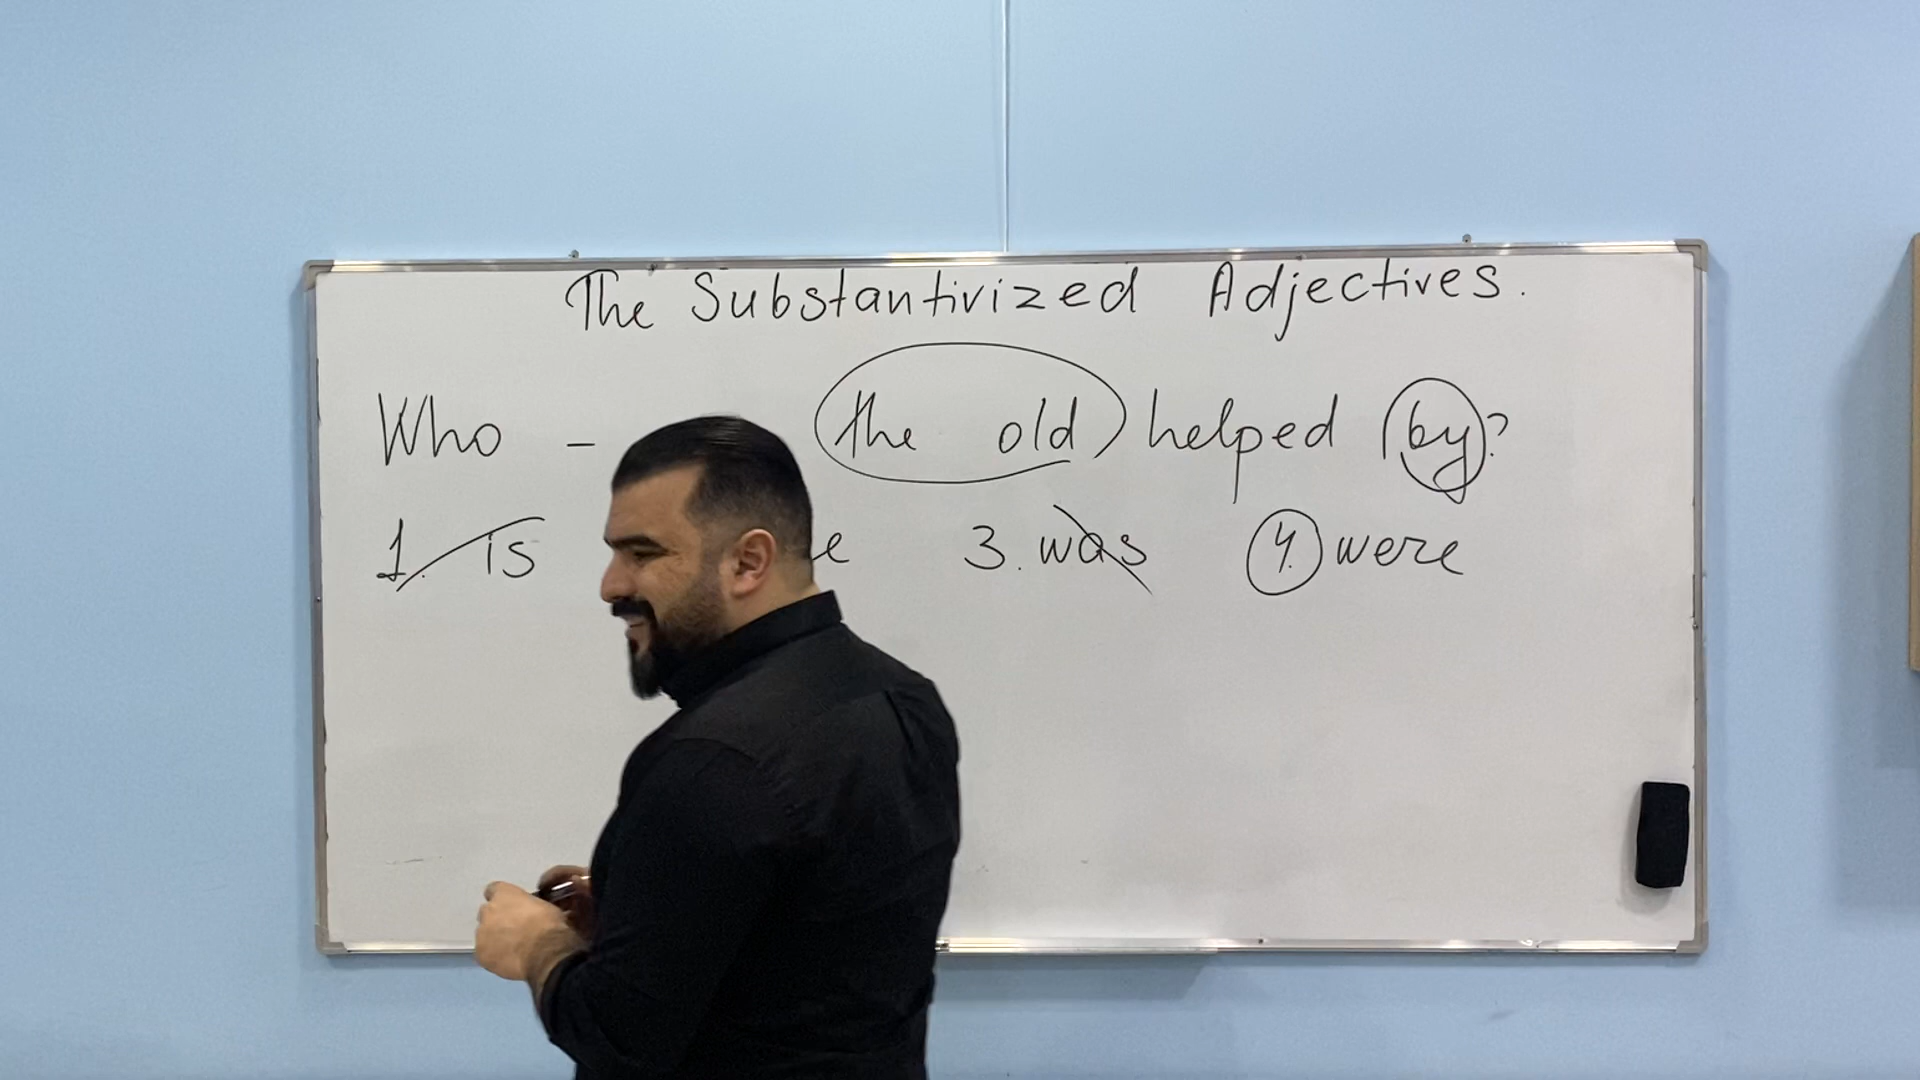 The Substantivized Adjectives.
Who - the old helped by?
1. is e 3. was 4. were